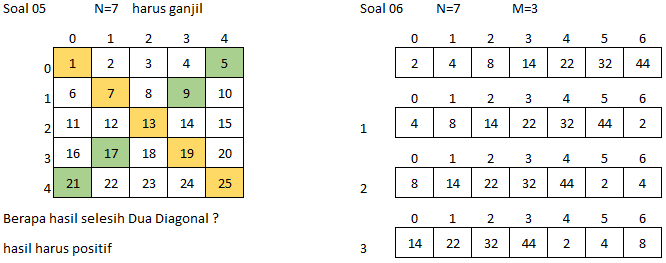 Soal 05 N=7 harus ganjil
0 1 2 3 4
0 1 2 3 4 5
1 6 7 8 9 10
2 11 12 13 14 15
3 16 17 18 19 20
4 21 22 23 24 25
Berapa hasil selesih Dua Diagonal ?
hasil harus positif
Soal 06 N=7 M=3
0 1 2 3 4 5 6
2 4 8 14 22 32 44
0 1 2 3 4 5 6
1 4 8 14 22 32 44 2
0 1 2 3 4 5 6
2 8 14 22 32 44 2 4
0 1 2 3 4 5 6
3 14 22 32 44 2 4 8